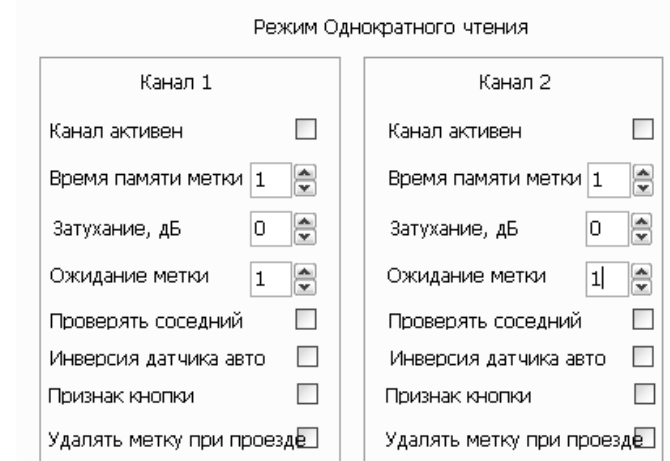 Режим Однократного чтения
Канал 1
Канал активен
Время памяти метки 1
Затухание, дБ 0
Ожидание метки 1
Проверять соседний
Инверсия датчика авто
Признак кнопки
Удалять метку при проезде
Канал 2
Канал активен
Время памяти метки 1
Затухание, дБ 0
Ожидание метки 1
Проверять соседний
Инверсия датчика авто
Признак кнопки
Удалять метку при проезде